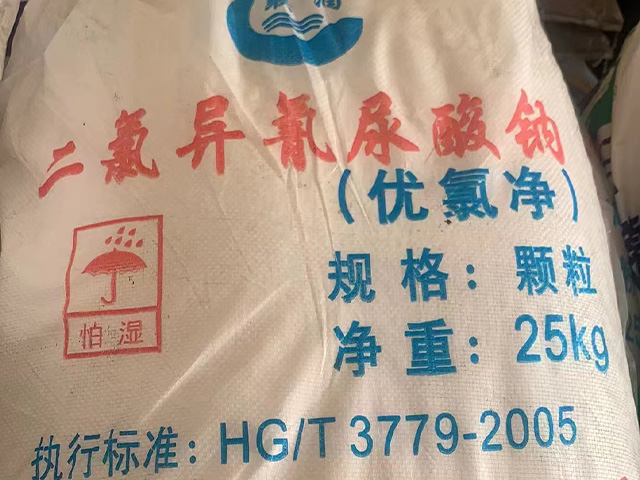 二氯异氰尿酸钠
(优氯净)
规格：颗粒
净重：25kg
怕湿
执行标准：HG/T 3779-2005